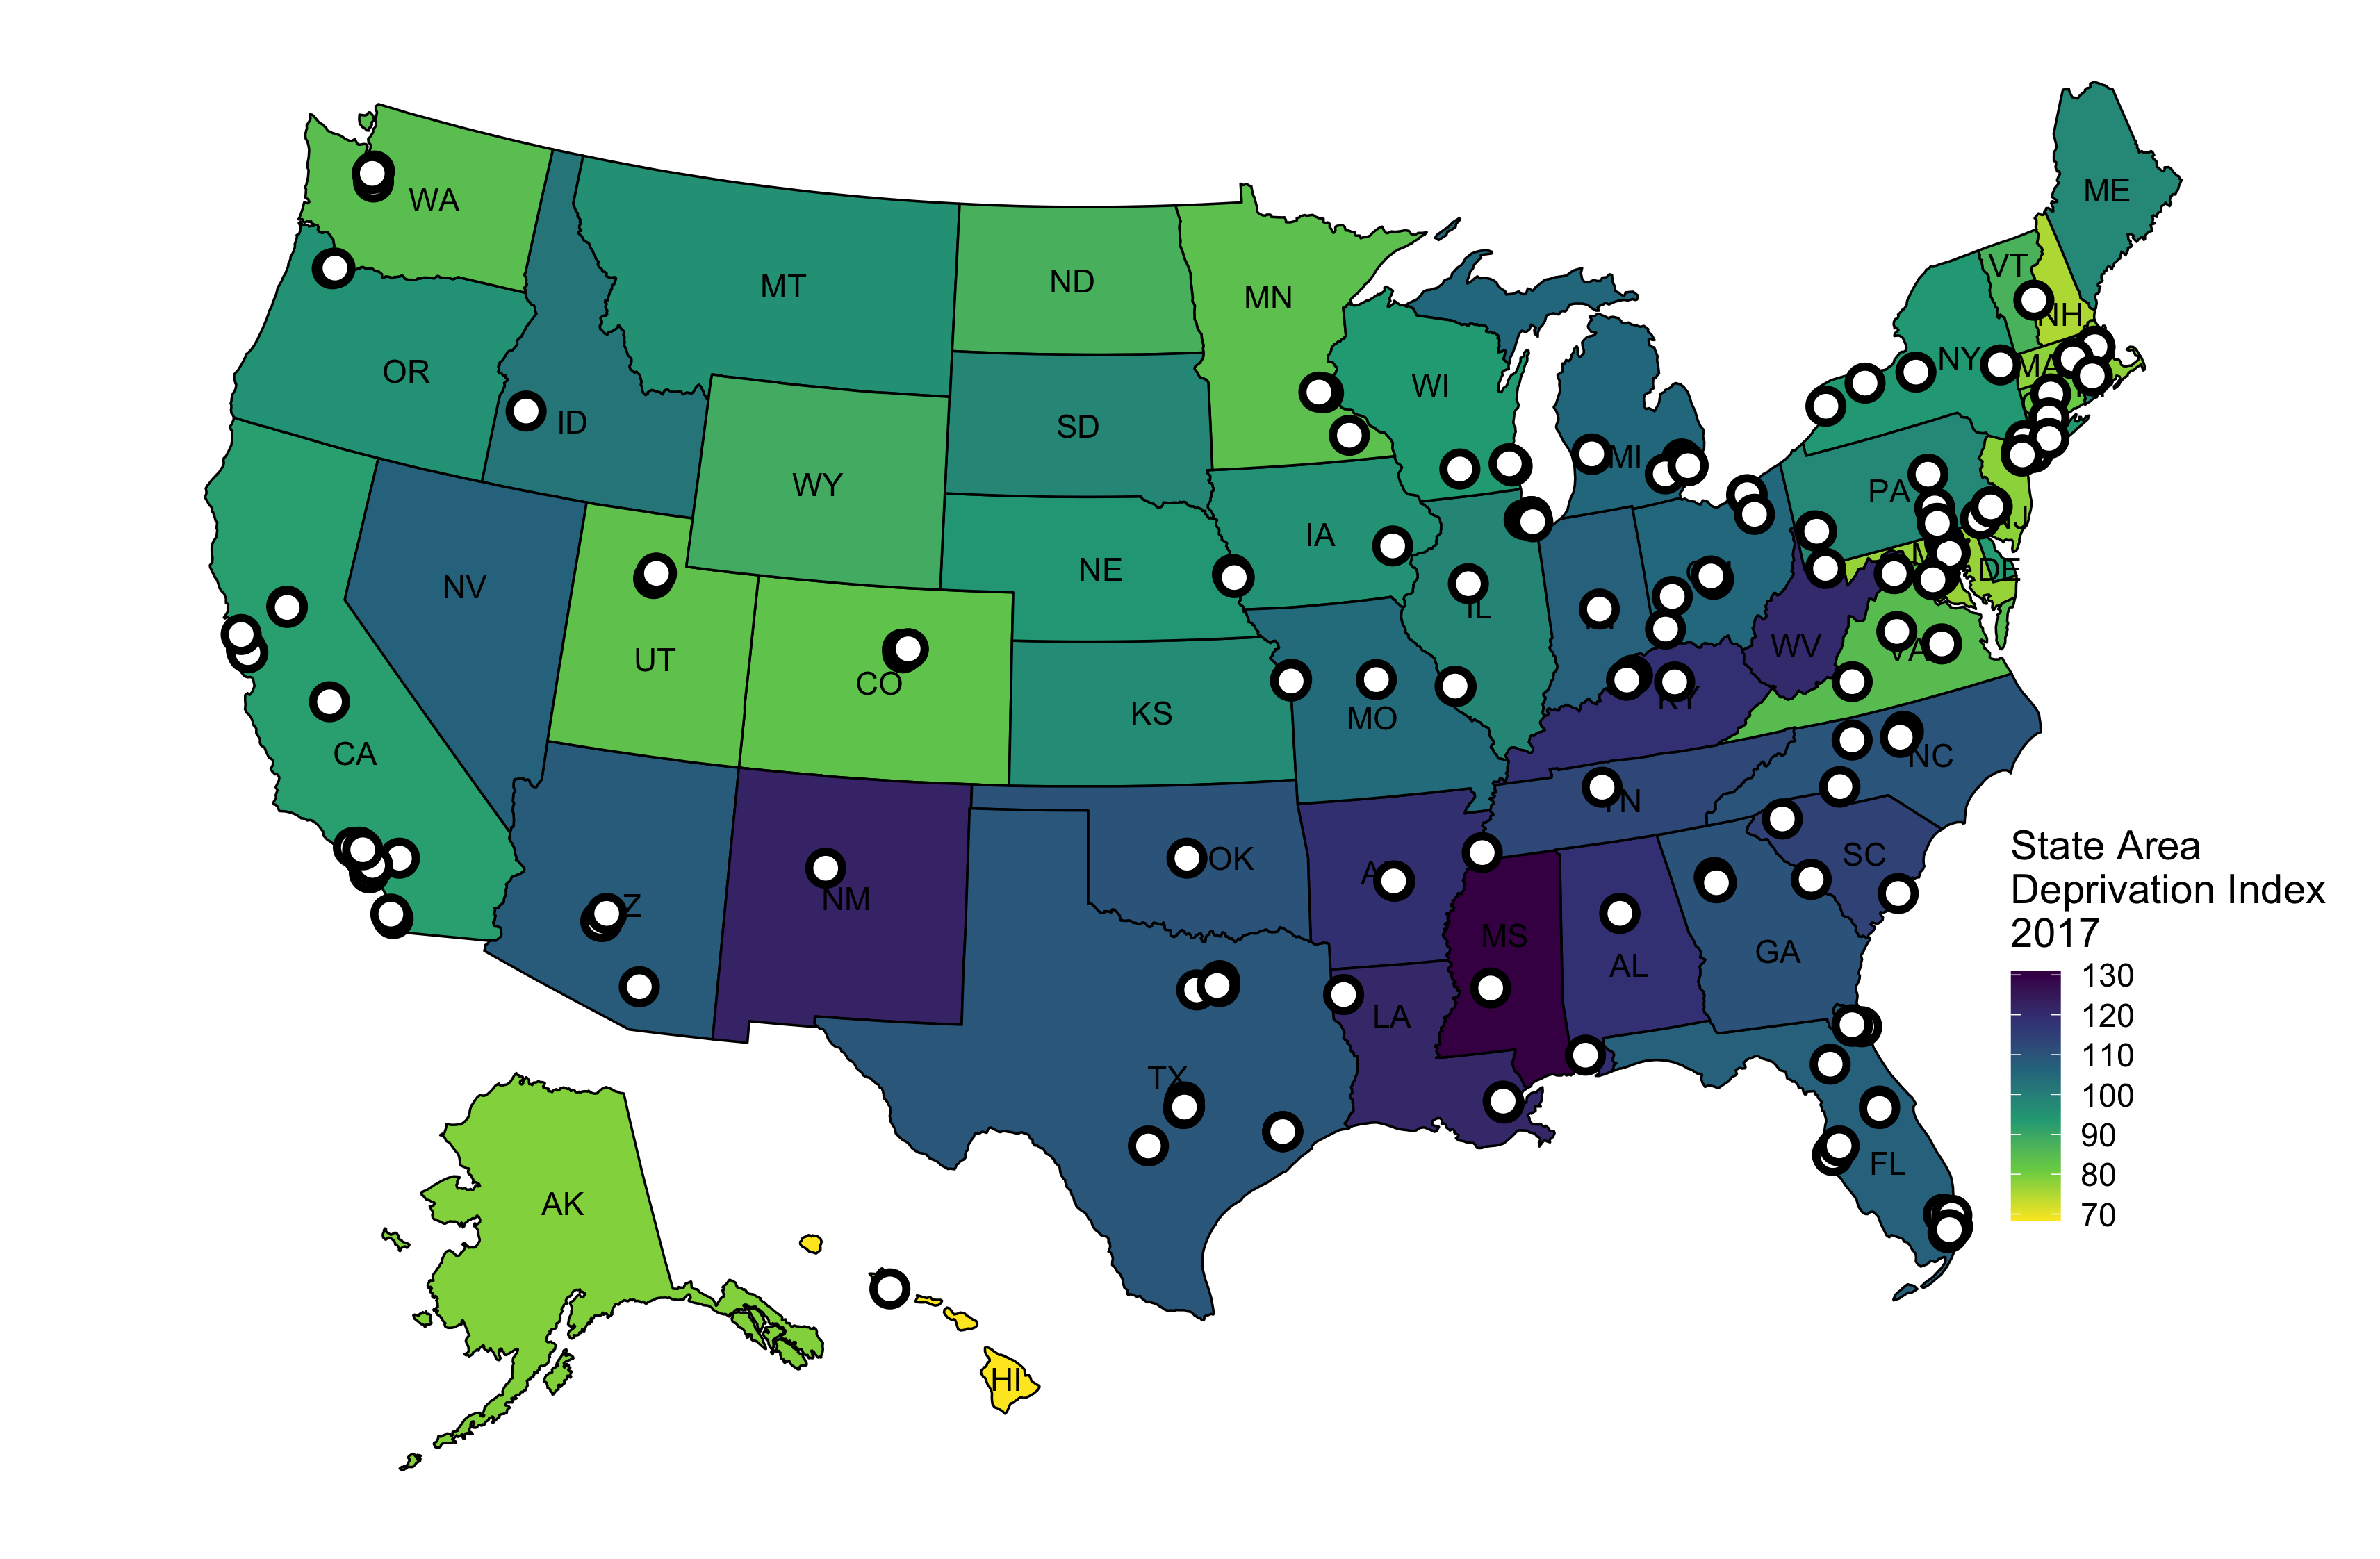 WA
ME
MT
ND
MN
VT
NH
OR
ID
SD
WI
NY
MA
WY
MI
PA
NJ
IA
NV
NE
DE
IL
UT
CO
KS
MO
KY
WV
VA
CA
NC
TN
OK
NM
SC
MS
AL
GA
LA
TX
FL
AK
HI
State Area
Deprivation Index
2017
130
120
110
100
90
80
70